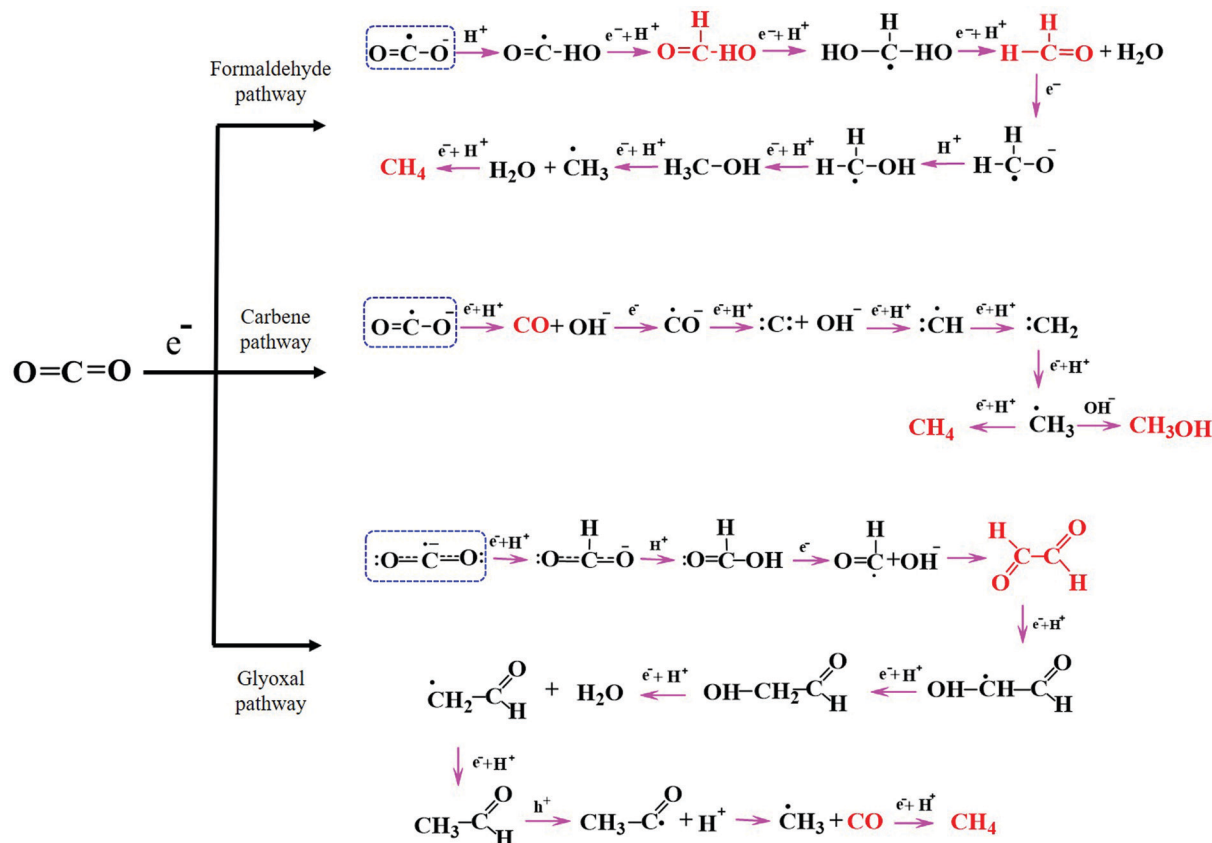 O=Ċ-O⁻ H⁺ O=Ċ-HO e⁻+H⁺ O=C-HO H e⁻+H⁺ HO-C-HO H • e⁻+H⁺ H-C=O H +H₂O
Formaldehyde
pathway
e⁻
CH₄ e⁻+H⁺ H₂O + ĊH₃ e⁻+H⁺ H₃C-OH e⁻+H⁺ H-C-OH H • H⁺ H-C-O⁻ H •
O=Ċ-O⁻ e⁻+H⁺ CO+ OH⁻ e⁻ ĊO⁻ e⁻+H⁺ :C:+ OH⁻ e⁻+H⁺ :ĊH e⁻+H⁺ :CH₂
Carbene
pathway
e⁻
O=C=O
e⁻+H⁺
CH₄ e⁻+H⁺ ĊH₃ OH⁻ CH₃OH
:O=C=O: •− e⁻+H⁺ :O=C=O⁻ H H⁺ :O=C-OH H e⁻ O=C H • +OH⁻ H O C-C O H
e⁻+H⁺
Glyoxal
pathway
ĊH₂-C O H + H₂O e⁻+H⁺ OH-CH₂-C O H e⁻+H⁺ OH-ĊH-C O H
e⁻+H⁺
CH₃-C O H h⁺ CH₃-C• O + H⁺ ĊH₃+CO e⁻+H⁺ CH₄